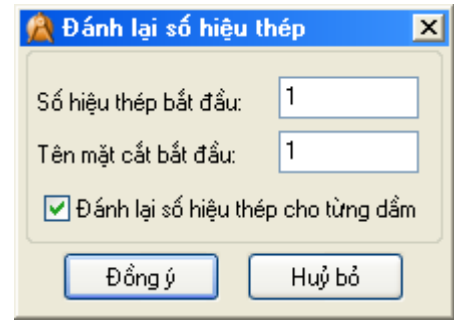 Đánh lại số hiệu thép
Số hiệu thép bắt đầu: 1
Tên mặt cắt bắt đầu: 1
Đánh lại số hiệu thép cho từng dầm
Đồng ý Huỷ bỏ